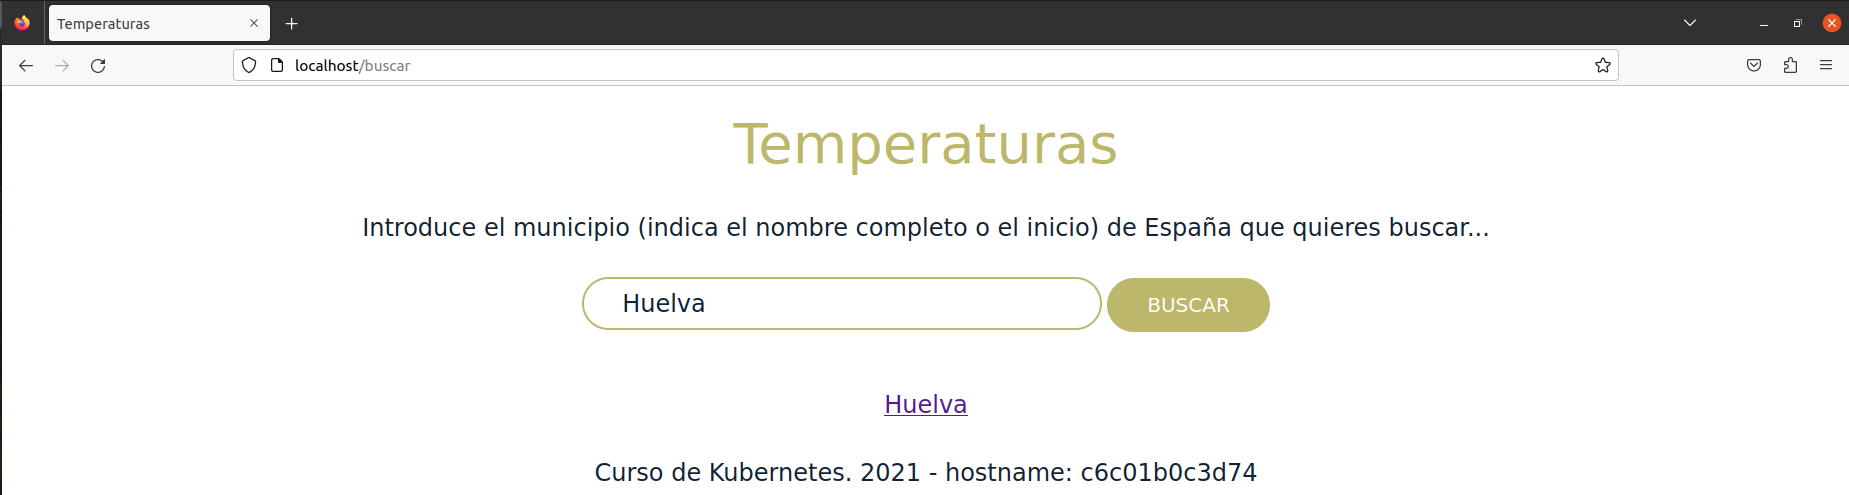 Temperaturas
localhost/buscar
Temperaturas
Introduce el municipio (indica el nombre completo o el inicio) de España que quieres buscar...
Huelva
BUSCAR
Huelva
Curso de Kubernetes. 2021 - hostname: c6c01b0c3d74